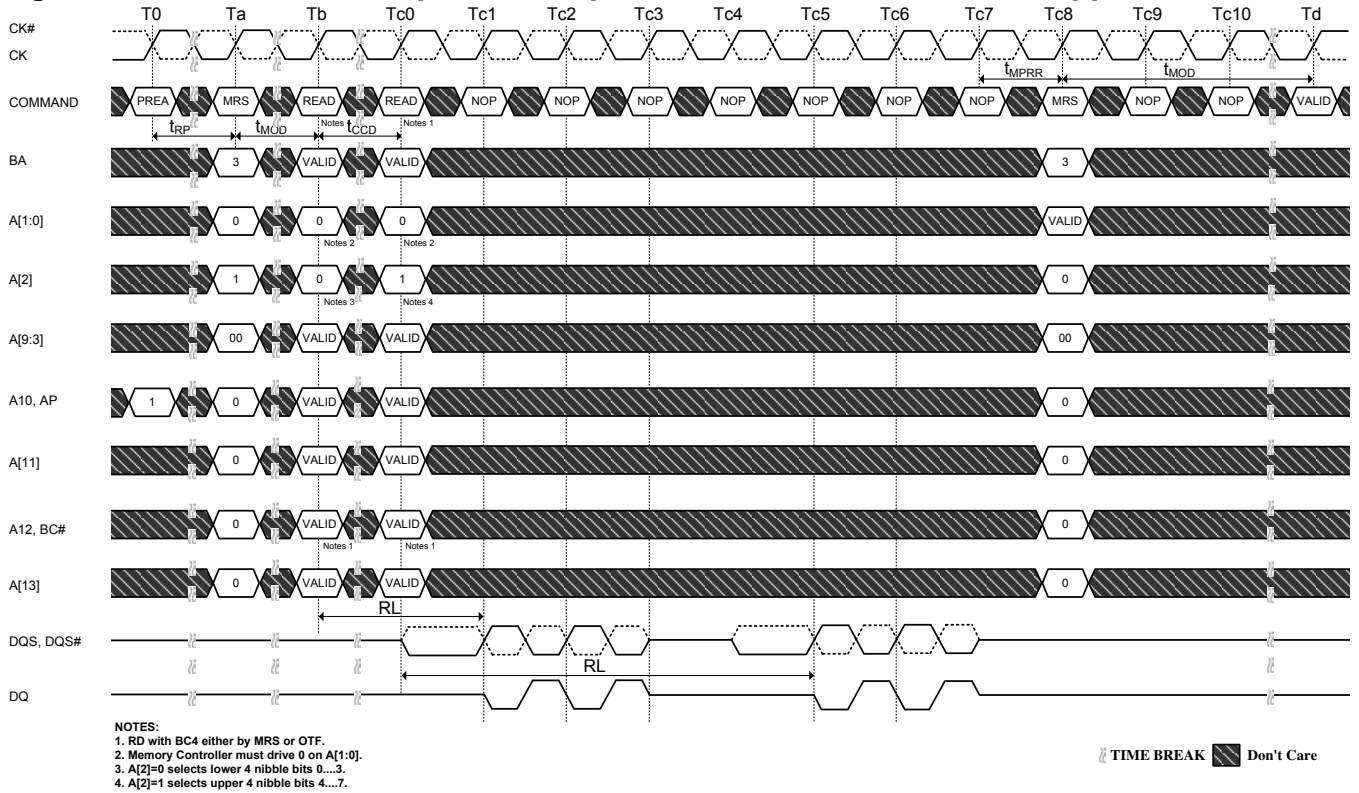 T0 Ta Tb Tc0 Tc1 Tc2 Tc3 Tc4 Tc5 Tc6 Tc7 Tc8 Tc9 Tc10 Td
CK#
CK
tMPRR tMOD
COMMAND PREA MRS READ READ NOP NOP NOP NOP NOP NOP NOP MRS NOP NOP VALID
Notes 1 Notes 1
tRP tMOD tCCD
BA 3 VALID VALID 3
A[1:0] 0 0 0 VALID
Notes 2 Notes 2
A[2] 1 0 1 0
Notes 3 Notes 4
A[9:3] 00 VALID VALID 00
A10, AP 1 0 VALID VALID 0
A[11] 0 VALID VALID 0
A12, BC# 0 VALID VALID 0
Notes 1 Notes 1
A[13] 0 VALID VALID 0
RL
DQS, DQS#
RL
DQ
NOTES:
1. RD with BC4 either by MRS or OTF.
2. Memory Controller must drive 0 on A[1:0].
3. A[2]=0 selects lower 4 nibble bits 0....3.
4. A[2]=1 selects upper 4 nibble bits 4....7.
TIME BREAK Don't Care